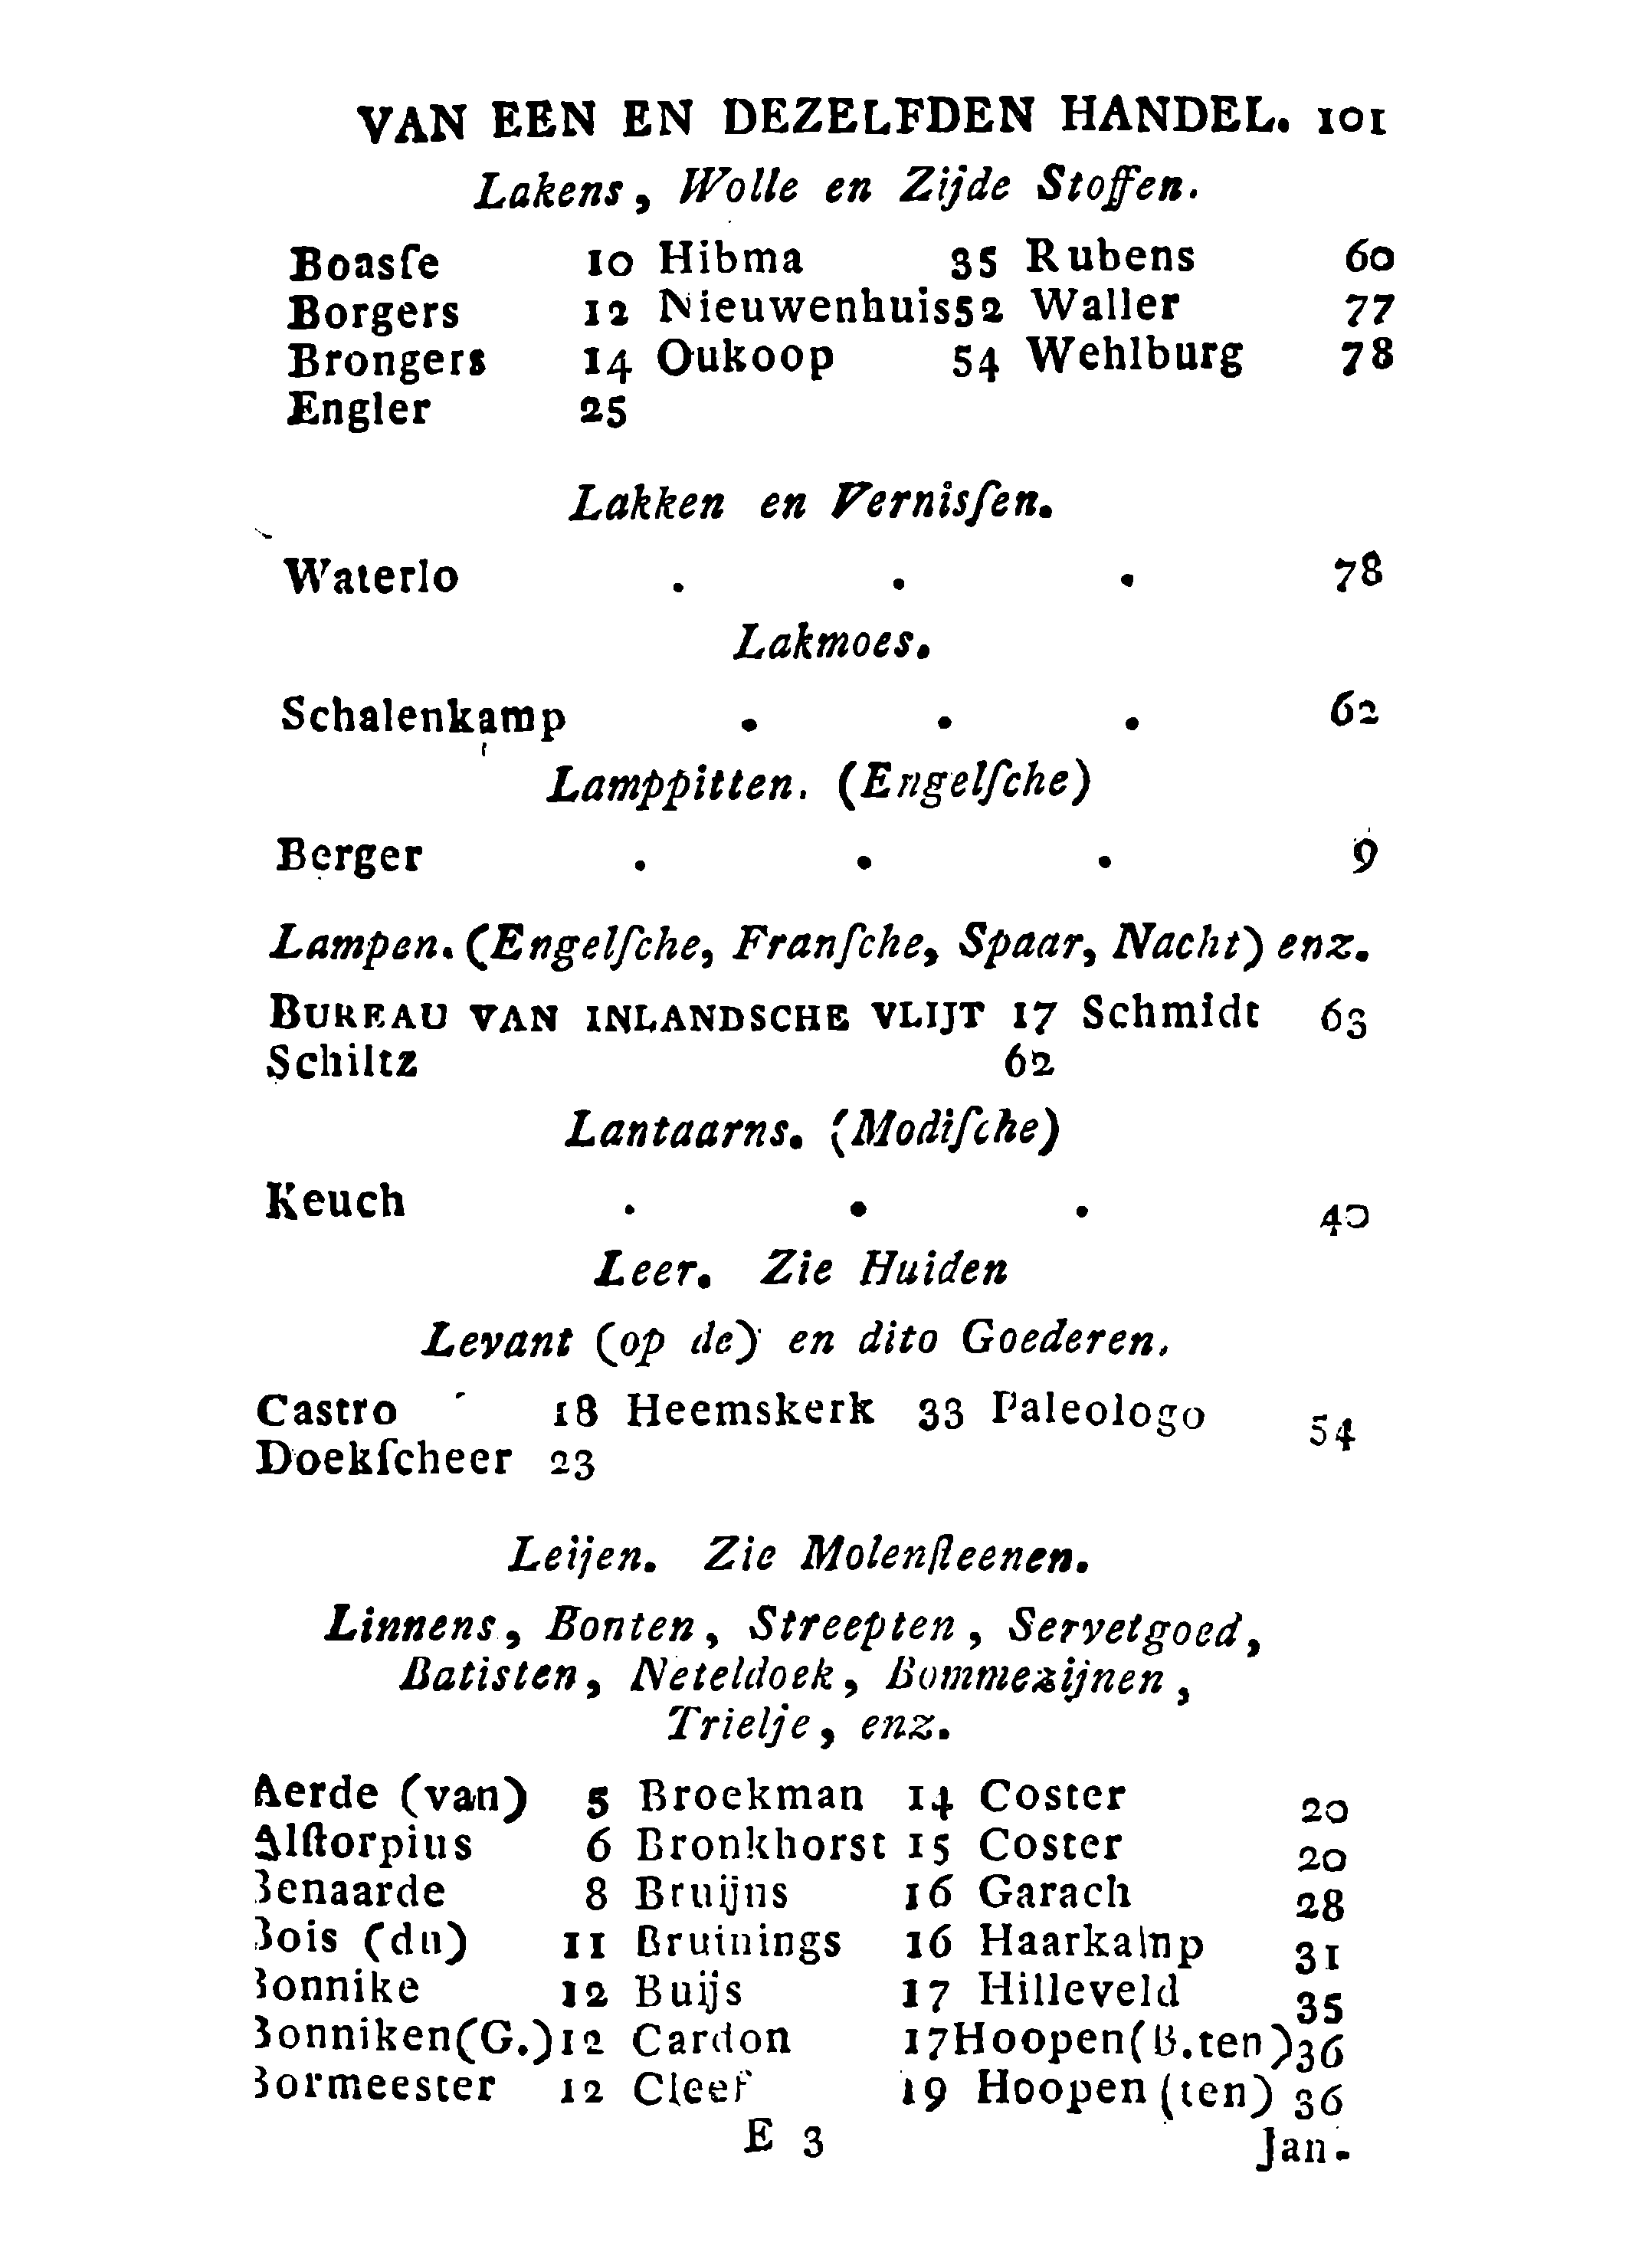 VAN EEN EN DEZELFDEN HANDEL. 101
Lakens, Wolle en Zijde Stoffen.
Boasſe 10 Hibma 35 Rubens 60
Borgers 12 Nieuwenhuis 52 Waller 77
Brongers 14 Oukoop 54 Wehlburg 78
Engler 25
Lakken en Vernisſen.
Waterlo . . . 78
Lakmoes.
Schalenkamp . . . 62
Lamppitten. (Engelſche)
Berger . . . 9
Lampen. (Engelſche, Franſche, Spaar, Nacht) enz.
BUREAU VAN INLANDSCHE VLIJT 17 Schmidt 63
Schiltz 62
Lantaarns. (Modiſche)
Keuch . . . 40
Leer. Zie Huiden
Levant (op de) en dito Goederen.
Castro 18 Heemskerk 33 Paleologo 54
Doekſcheer 23
Leijen. Zie Molenſteenen.
Linnens, Bonten, Streepten, Servetgoed,
Batisten, Neteldoek, Bommezijnen,
Trielje, enz.
Aerde (van) 5 Broekman 14 Coster 20
Alſtorpius 6 Bronkhorst 15 Coster 20
Benaarde 8 Bruijns 16 Garach 28
Bois (du) 11 Bruinings 16 Haarkamp 31
Bonnike 12 Buijs 17 Hilleveld 35
Bonniken (G.) 12 Cardon 17 Hoopen (B. ten) 36
Bormeester 12 Cleef 19 Hoopen (ten) 36
E 3 Jan-